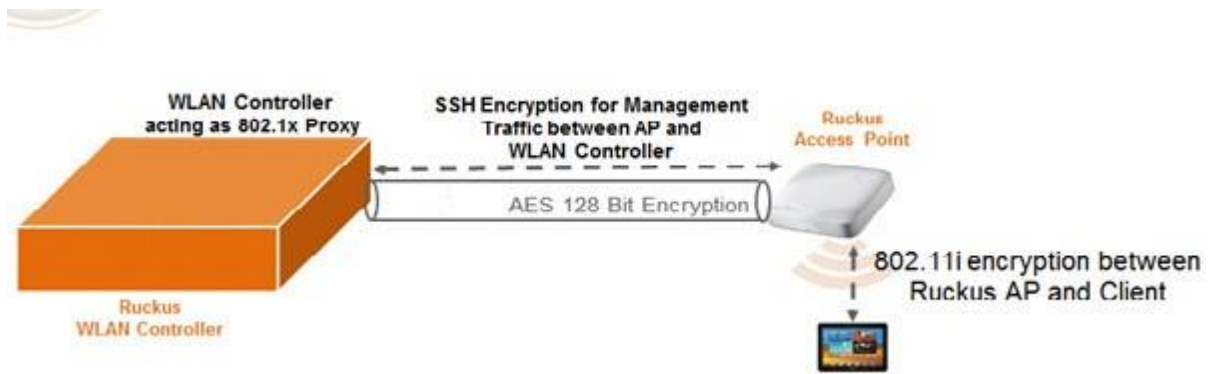 WLAN Controller
acting as 802.1x Proxy
SSH Encryption for Management
Traffic between AP and
WLAN Controller
Ruckus
Access Point
AES 128 Bit Encryption
802.11i encryption between
Ruckus AP and Client
Ruckus
WLAN Controller